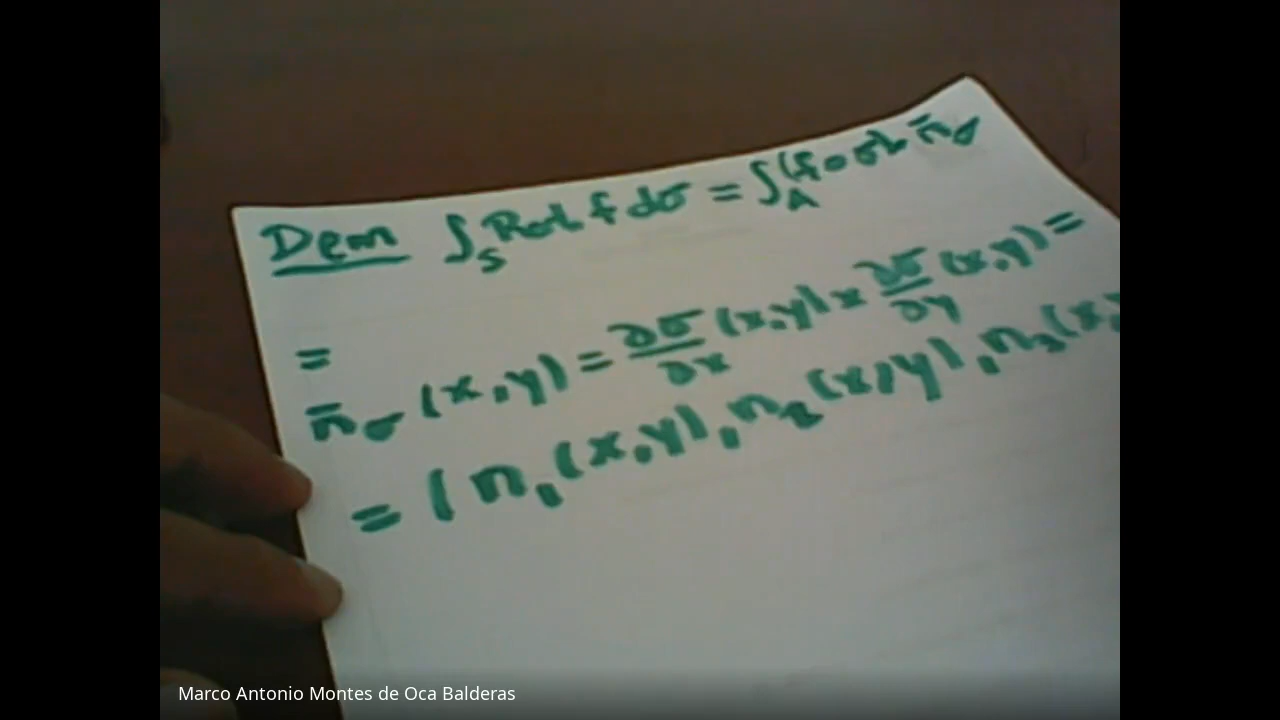 Dem ∫_S Rot f dσ = ∫_A (f∘σ)· n̄_σ
=
n̄_σ (x,y) = ∂σ/∂x (x,y) × ∂σ/∂y (x,y) =
= (n₁(x,y), n₂(x,y), n₃(x,
Marco Antonio Montes de Oca Balderas